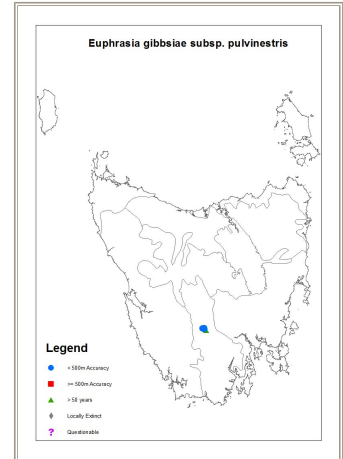 Euphrasia gibbsiae subsp. pulvinestris
Legend
< 500m Accuracy
>= 500m Accuracy
> 50 years
Locally Extinct
? Questionable